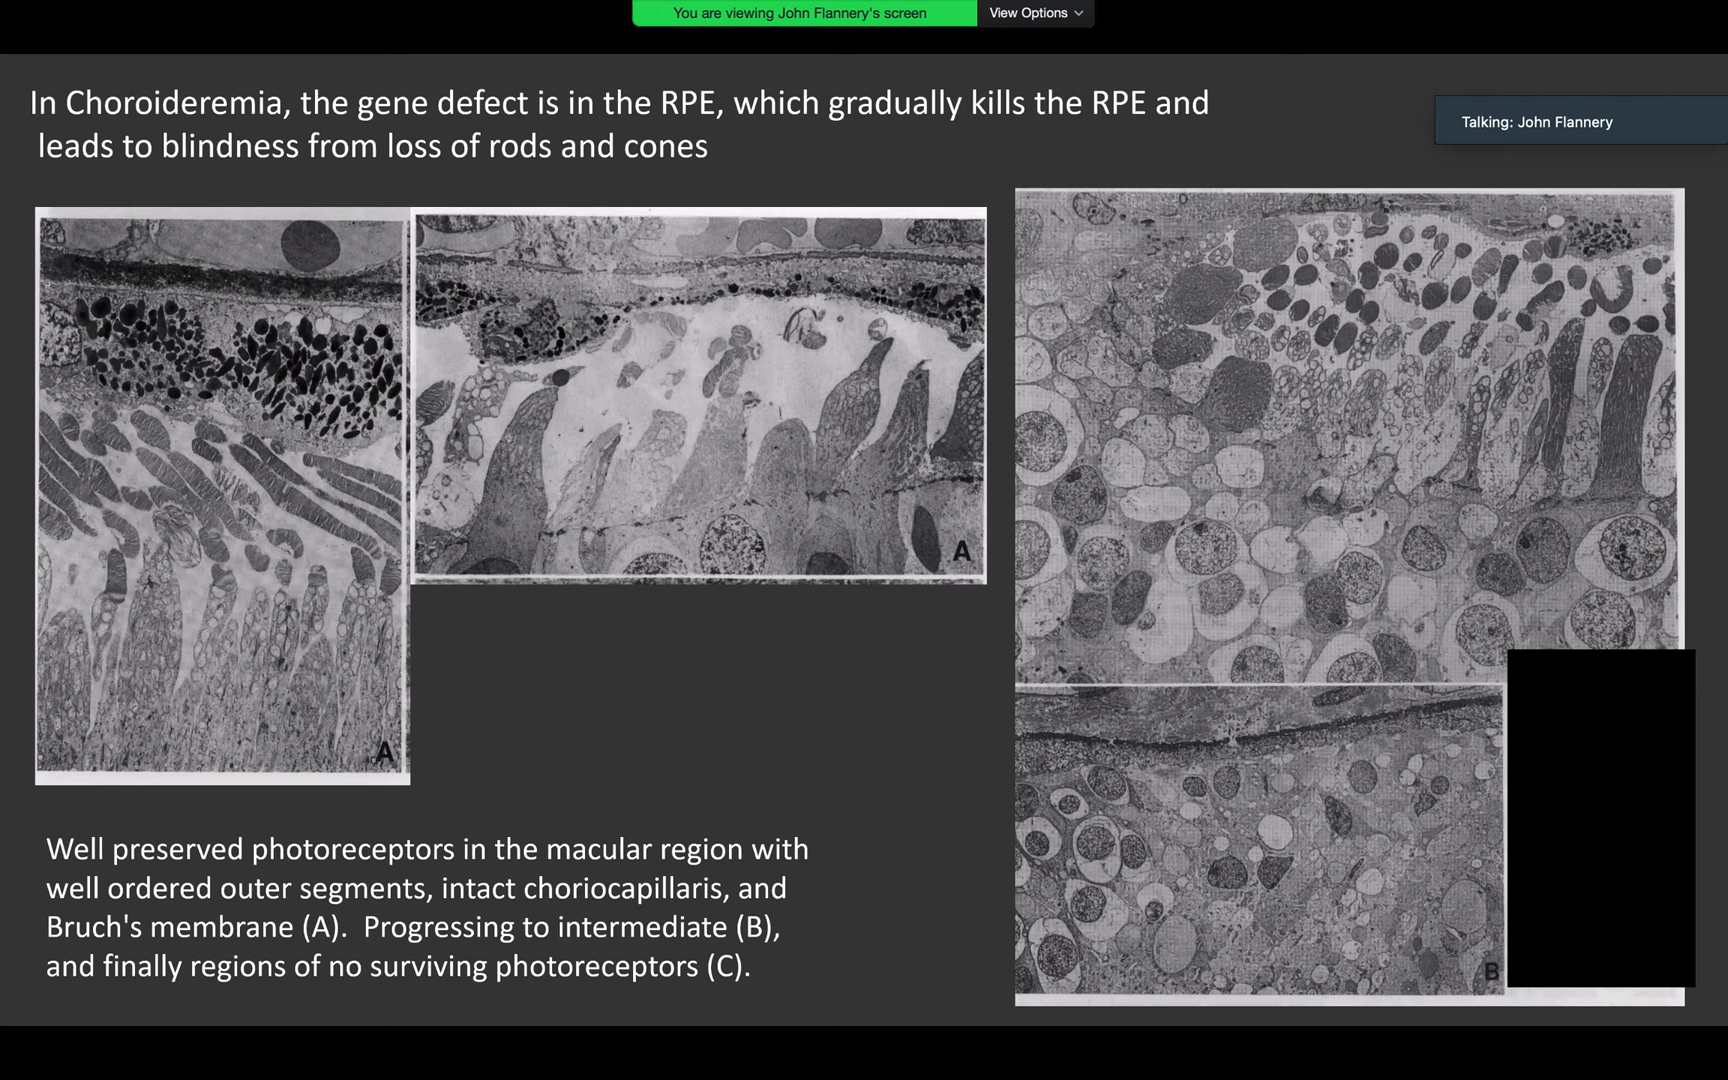 You are viewing John Flannery's screen
View Options
In Choroideremia, the gene defect is in the RPE, which gradually kills the RPE and
leads to blindness from loss of rods and cones
Talking: John Flannery
A
A
B
Well preserved photoreceptors in the macular region with
well ordered outer segments, intact choriocapillaris, and
Bruch's membrane (A).  Progressing to intermediate (B),
and finally regions of no surviving photoreceptors (C).